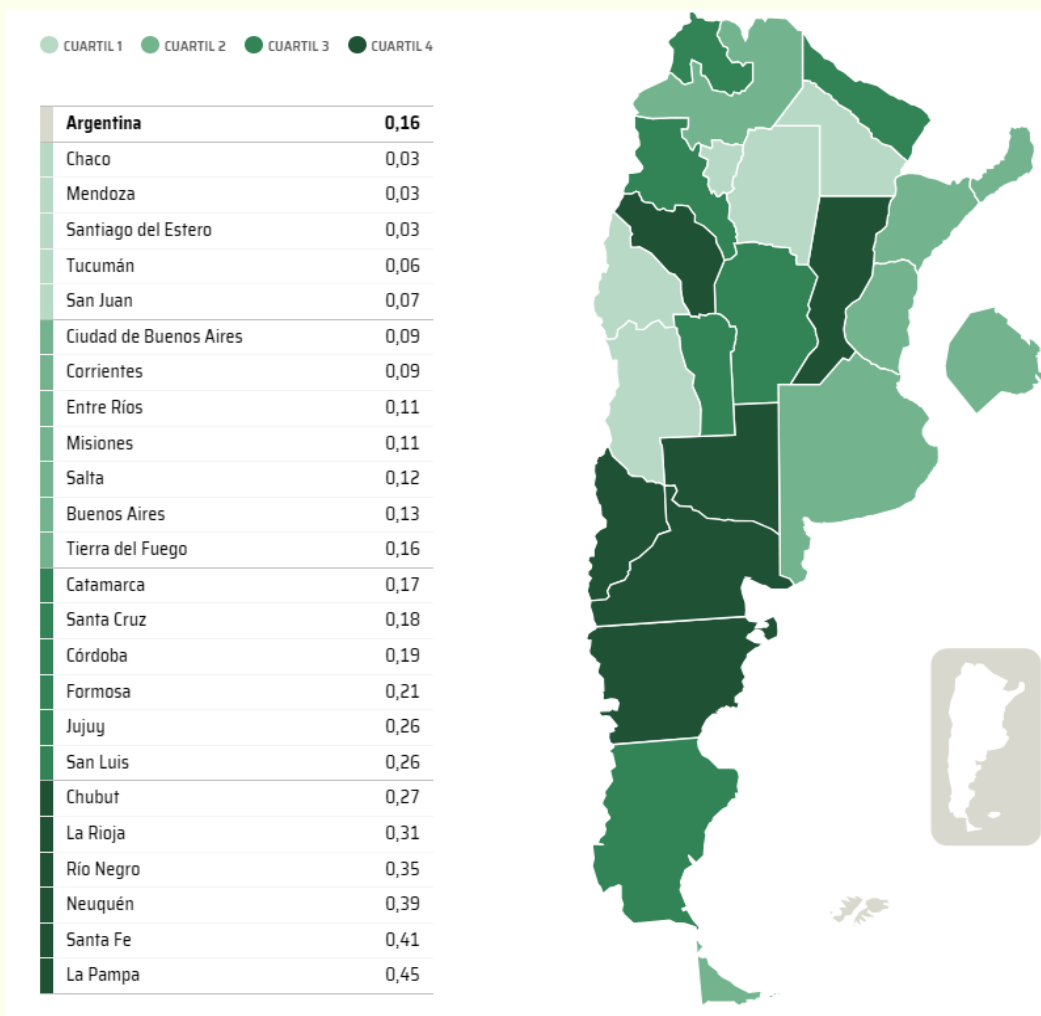 CUARTIL 1 CUARTIL 2 CUARTIL 3 CUARTIL 4
Argentina 0,16
Chaco 0,03
Mendoza 0,03
Santiago del Estero 0,03
Tucumán 0,06
San Juan 0,07
Ciudad de Buenos Aires 0,09
Corrientes 0,09
Entre Ríos 0,11
Misiones 0,11
Salta 0,12
Buenos Aires 0,13
Tierra del Fuego 0,16
Catamarca 0,17
Santa Cruz 0,18
Córdoba 0,19
Formosa 0,21
Jujuy 0,26
San Luis 0,26
Chubut 0,27
La Rioja 0,31
Río Negro 0,35
Neuquén 0,39
Santa Fe 0,41
La Pampa 0,45